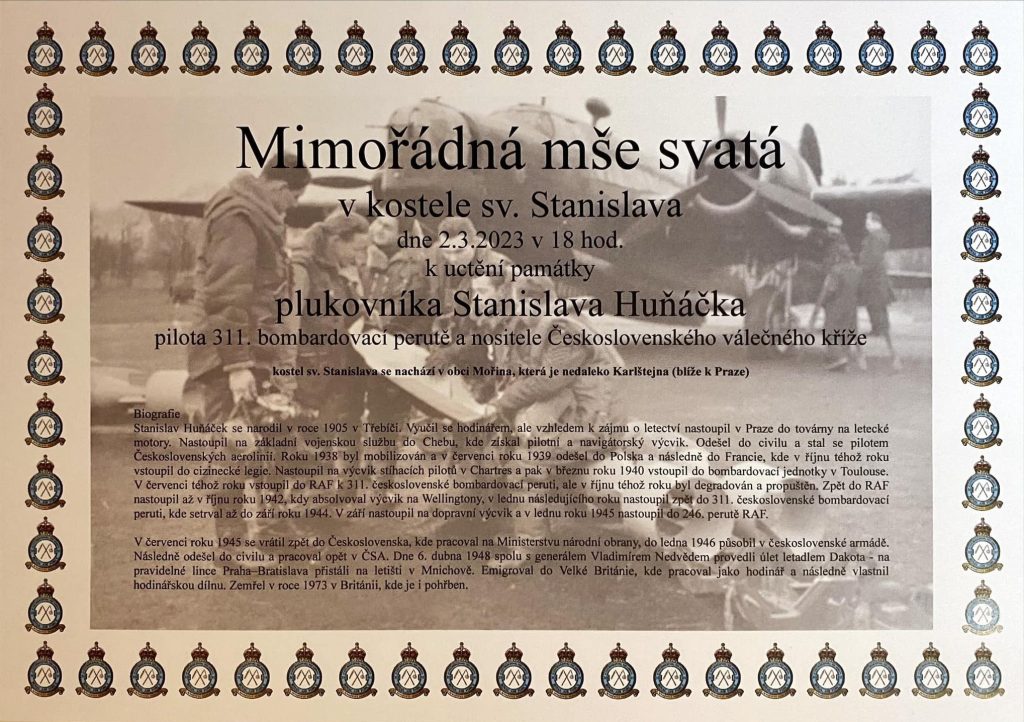 Mimořádná mše svatá
v kostele sv. Stanislava
dne 2.3.2023 v 18 hod.
k uctění památky
plukovníka Stanislava Huňáčka
pilota 311. bombardovací perutě a nositele Československého válečného kříže
kostel sv. Stanislava se nachází v obci Mořina, která je nedaleko Karlštejna (blíže k Praze)
Biografie
Stanislav Huňáček se narodil v roce 1905 v Třebíči. Vyučil se hodinářem, ale vzhledem k zájmu o letectví nastoupil v Praze do továrny na letecké
motory. Nastoupil na základní vojenskou službu do Chebu, kde získal pilotní a navigátorský výcvik. Odešel do civilu a stal se pilotem
Československých aerolinií. Roku 1938 byl mobilizován a v červenci roku 1939 odešel do Polska a následně do Francie, kde v říjnu téhož roku
vstoupil do cizinecké legie. Nastoupil na výcvik stíhacích pilotů v Chartres a pak v březnu roku 1940 vstoupil do bombardovací jednotky v Toulouse.
V červenci téhož roku vstoupil do RAF k 311. československé bombardovací peruti, ale v říjnu téhož roku byl degradován a propuštěn. Zpět do RAF
nastoupil až v říjnu roku 1942, kdy absolvoval výcvik na Wellingtony, v lednu následujícího roku nastoupil zpět do 311. československé bombardovací
peruti, kde setrval až do září roku 1944. V září nastoupil na dopravní výcvik a v lednu roku 1945 nastoupil do 246. perutě RAF.
V červenci roku 1945 se vrátil zpět do Československa, kde pracoval na Ministerstvu národní obrany, do ledna 1946 působil v československé armádě.
Následně odešel do civilu a pracoval opět v ČSA. Dne 6. dubna 1948 spolu s generálem Vladimírem Nedvědem provedli úlet letadlem Dakota - na
pravidelné lince Praha–Bratislava přistáli na letišti v Mnichově. Emigroval do Velké Británie, kde pracoval jako hodinář a následně vlastnil
hodinářskou dílnu. Zemřel v roce 1973 v Británii, kde je i pohřben.